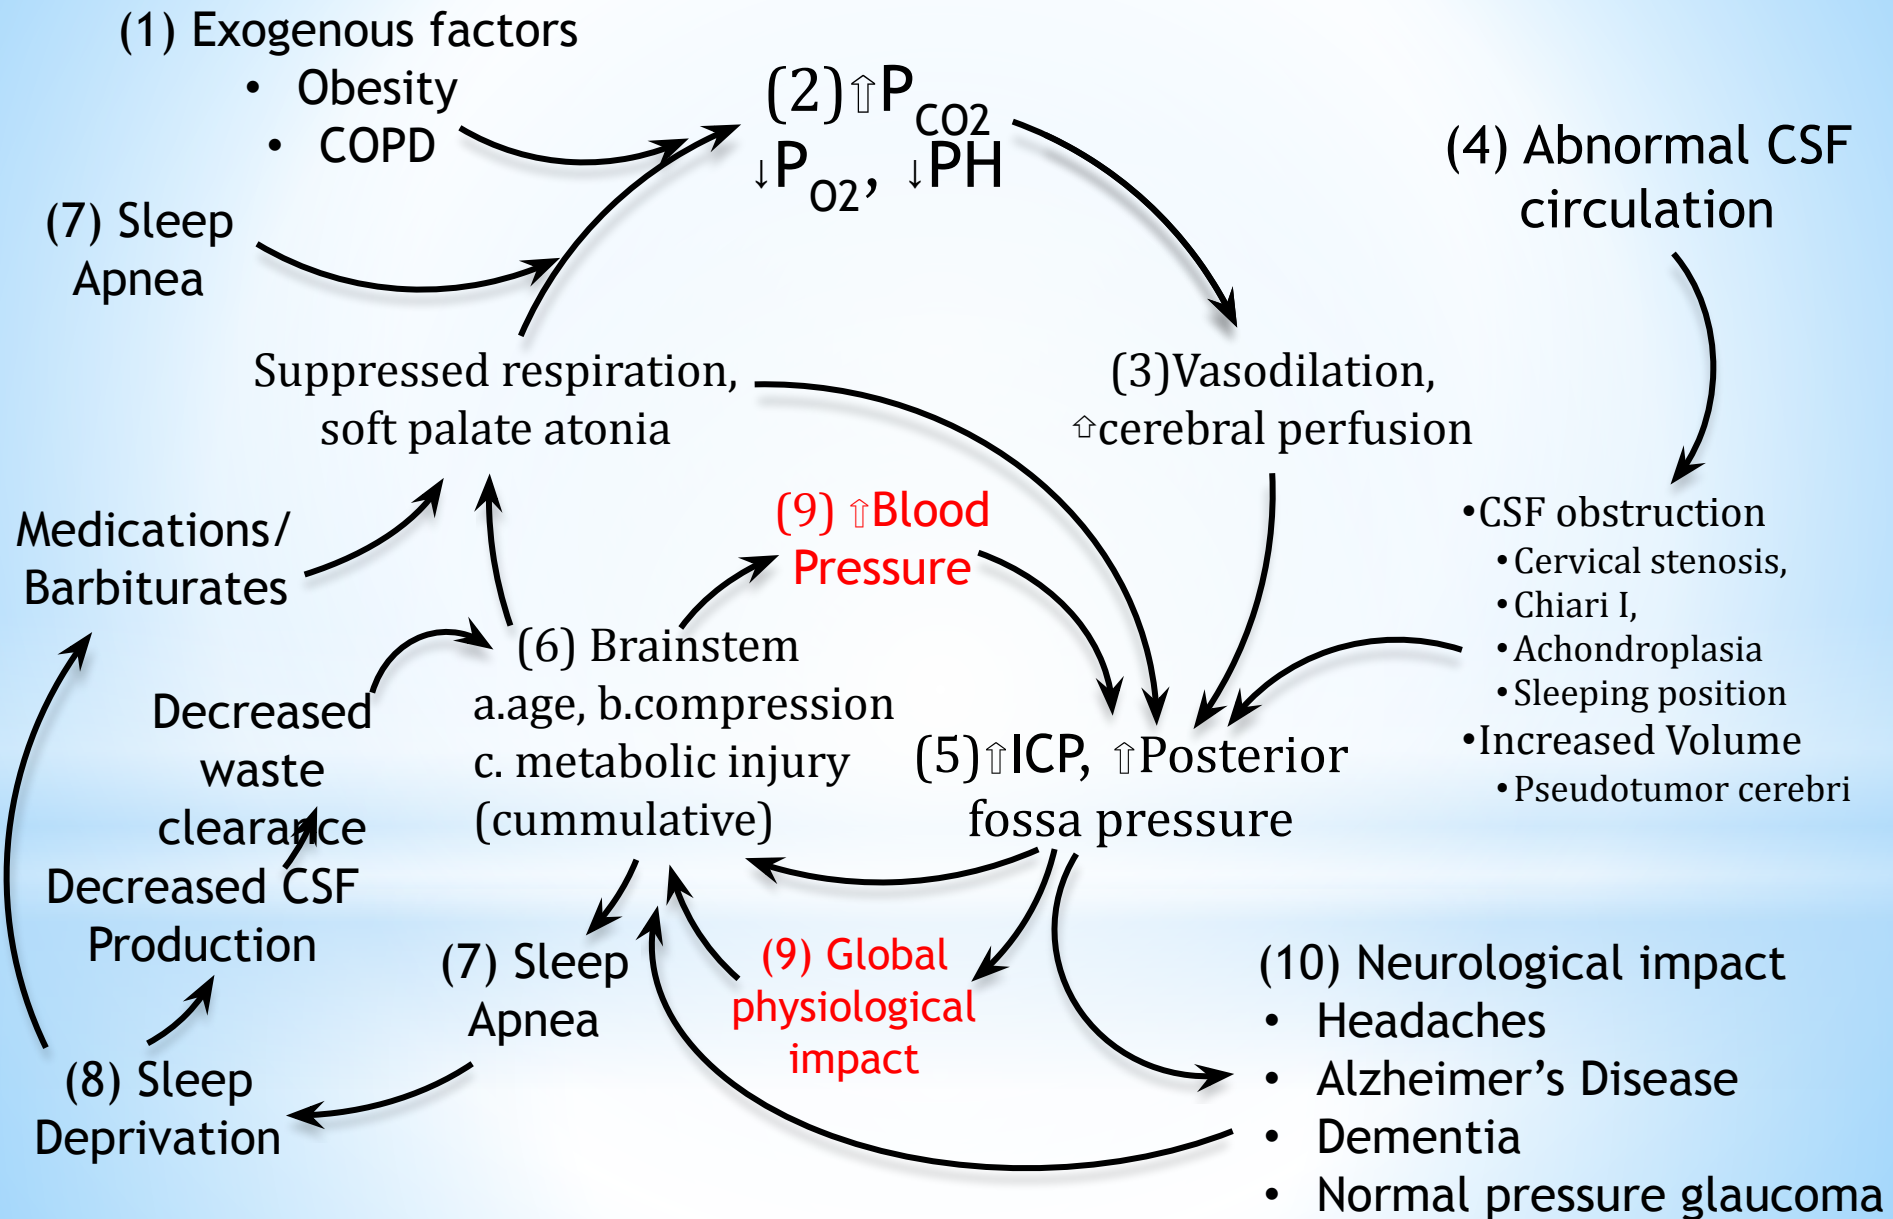 (1) Exogenous factors
• Obesity
• COPD
(2)⇧P CO2
↓P O2, ↓PH
(4) Abnormal CSF
circulation
(7) Sleep
Apnea
Suppressed respiration,
soft palate atonia
(3)Vasodilation,
⇧cerebral perfusion
Medications/
Barbiturates
(9) ⇧Blood
Pressure
•CSF obstruction
•Cervical stenosis,
•Chiari I,
•Achondroplasia
•Sleeping position
•Increased Volume
•Pseudotumor cerebri
(6) Brainstem
a.age, b.compression
c. metabolic injury
(cummulative)
Decreased
waste
clearance
Decreased CSF
Production
(5)⇧ICP, ⇧Posterior
fossa pressure
(7) Sleep
Apnea
(9) Global
physiological
impact
(8) Sleep
Deprivation
(10) Neurological impact
• Headaches
• Alzheimer’s Disease
• Dementia
• Normal pressure glaucoma